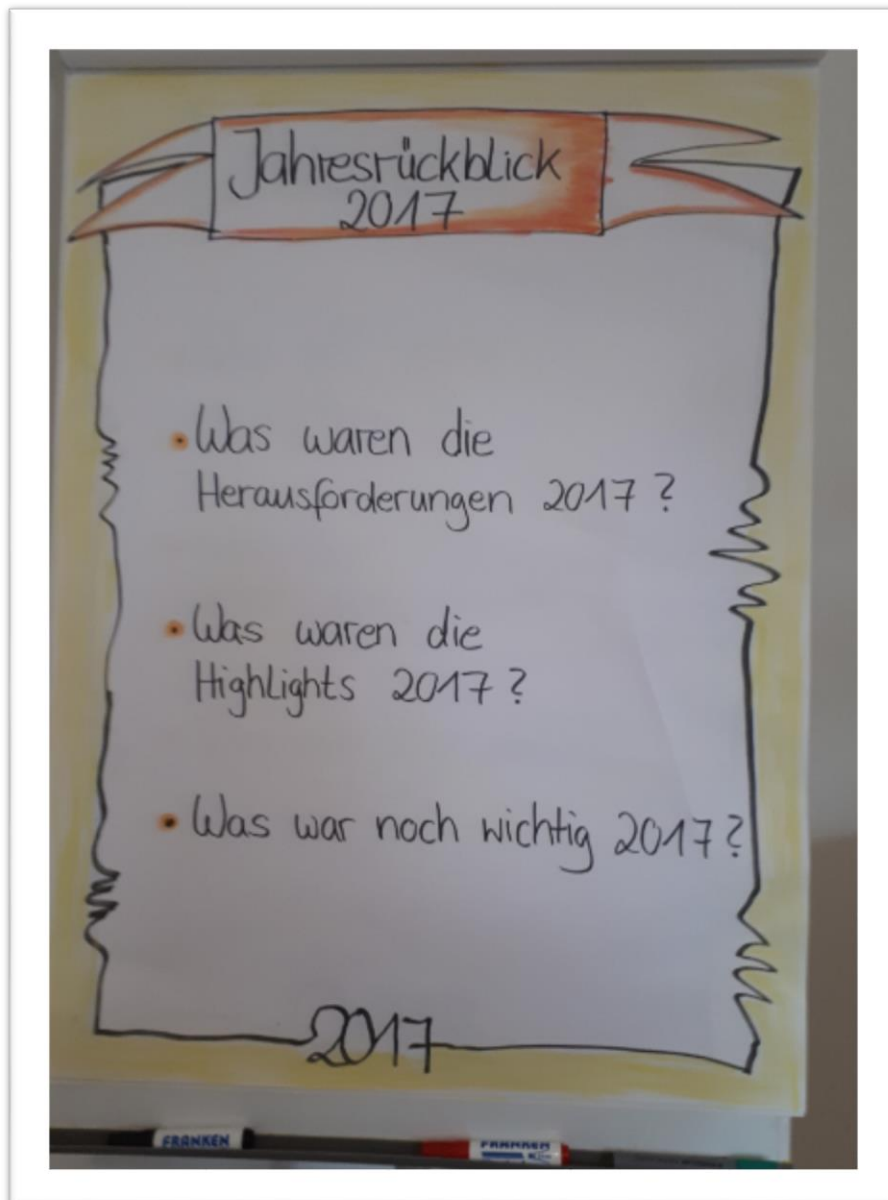 Jahresrückblick
2017
• Was waren die
Herausforderungen 2017?
• Was waren die
Highlights 2017?
• Was war noch wichtig 2017?
2017
FRANKEN
FRANKEN